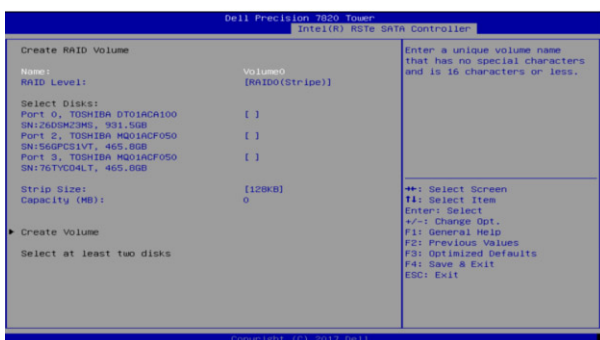 Dell Precision 7820 Tower
Intel(R) RSTe SATA Controller
Create RAID Volume
Name: Volume0
RAID Level: [RAID0(Stripe)]
Select Disks:
Port 0, TOSHIBA DT01ACA100 [ ]
SN:Z6DSMZ3MS, 931.5GB
Port 2, TOSHIBA MQ01ACF050 [ ]
SN:56GPCS1VT, 465.8GB
Port 3, TOSHIBA MQ01ACF050 [ ]
SN:76TYC04LT, 465.8GB
Strip Size: [128KB]
Capacity (MB): 0
Create Volume
Select at least two disks
Enter a unique volume name
that has no special characters
and is 16 characters or less.
→←: Select Screen
↑↓: Select Item
Enter: Select
+/-: Change Opt.
F1: General Help
F2: Previous Values
F3: Optimized Defaults
F4: Save & Exit
ESC: Exit
Copyright (C) 2017 Dell